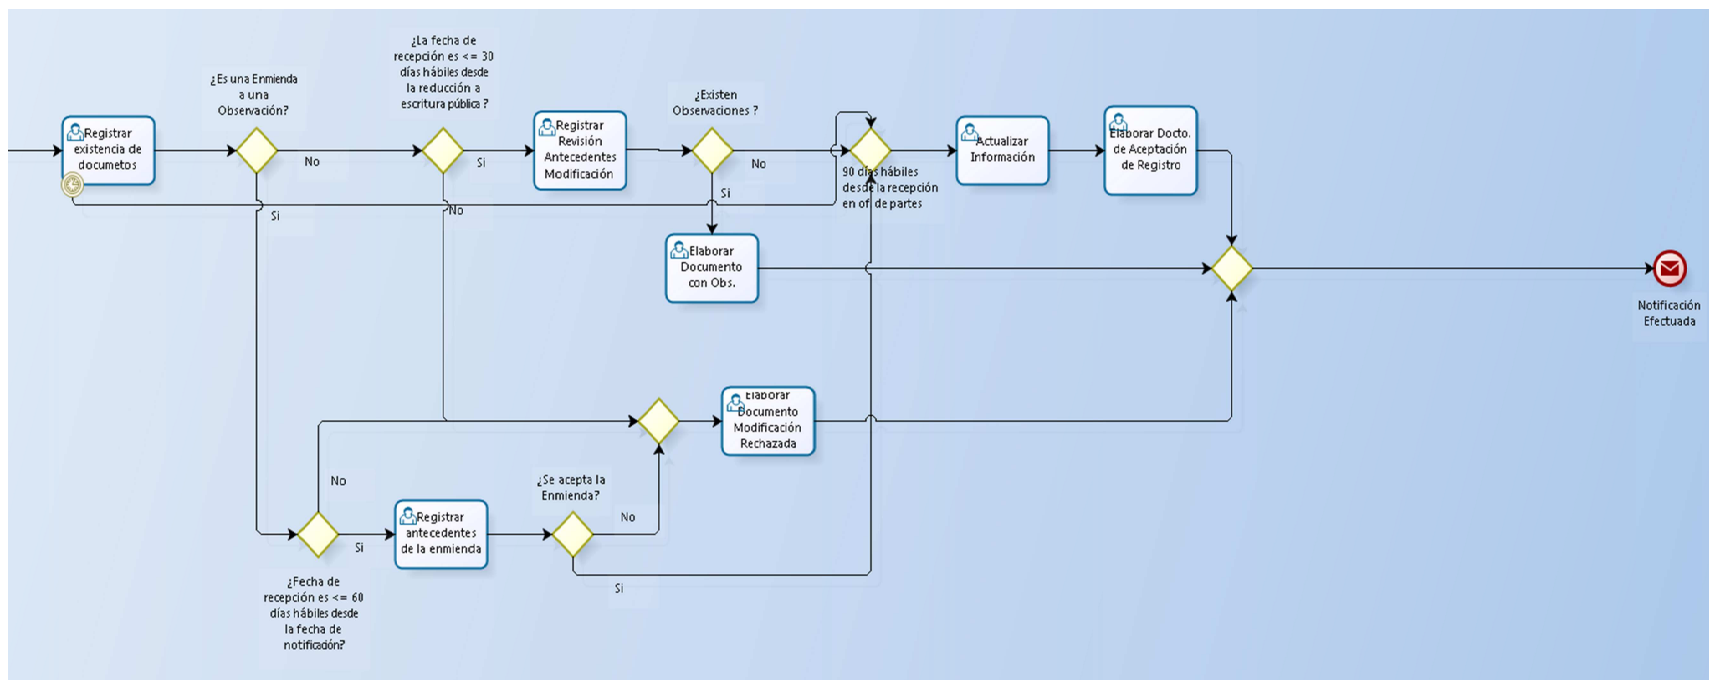 Registrar
existencia de
documetos
¿Es una Enmienda
a una
Observación?
No
Si
¿La fecha de
recepción es <= 30
días hábiles desde
la reducción a
escritura pública ?
Si
No
Registrar
Revisión
Antecedentes
Modificación
¿Existen
Observaciones ?
No
Si
90 días hábiles
desde la recepción
en of. de partes
Actualizar
Información
Elaborar Docto.
de Aceptación
de Registro
Elaborar
Documento
con Obs.
Notificación
Efectuada
Elaborar
Documento
Modificación
Rechazada
No
Si
¿Fecha de
recepción es <= 60
días hábiles desde
la fecha de
notificación?
Registrar
antecedentes
de la enmienda
¿Se acepta la
Enmienda?
No
Si